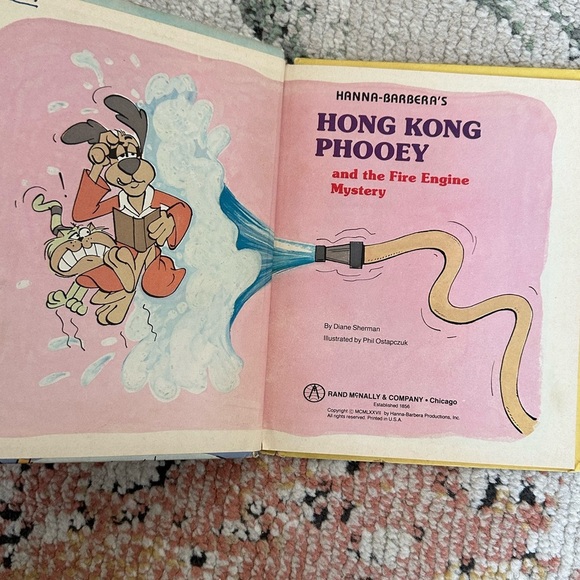 HANNA-BARBERA'S
HONG KONG
PHOOEY
and the Fire Engine
Mystery
By Diane Sherman
Illustrated by Phil Ostapczuk
RAND McNALLY & COMPANY • Chicago
Established 1856
Copyright © MCMLXXVII by Hanna-Barbera Productions, Inc.
All rights reserved. Printed in U.S.A.